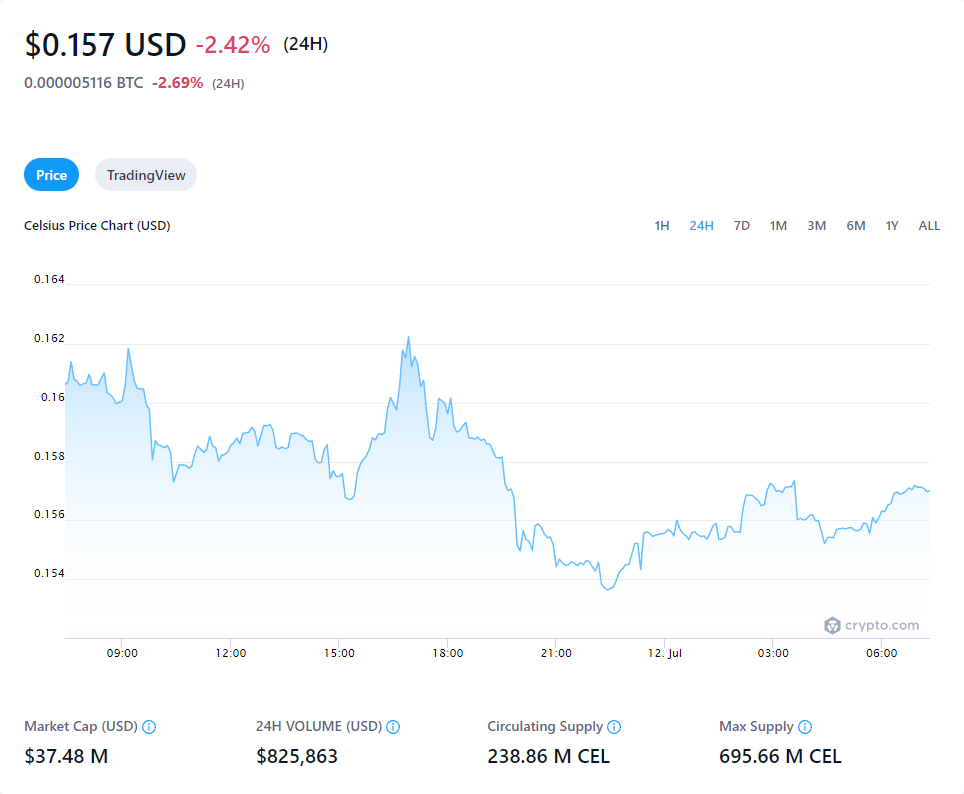 $0.157 USD -2.42% (24H)
0.000005116 BTC -2.69% (24H)
Price TradingView
Celsius Price Chart (USD) 1H 24H 7D 1M 3M 6M 1Y ALL
0.164
0.162
0.16
0.158
0.156
0.154
crypto.com
09:00 12:00 15:00 18:00 21:00 12. Jul 03:00 06:00
Market Cap (USD) 24H VOLUME (USD) Circulating Supply Max Supply
$37.48 M $825,863 238.86 M CEL 695.66 M CEL